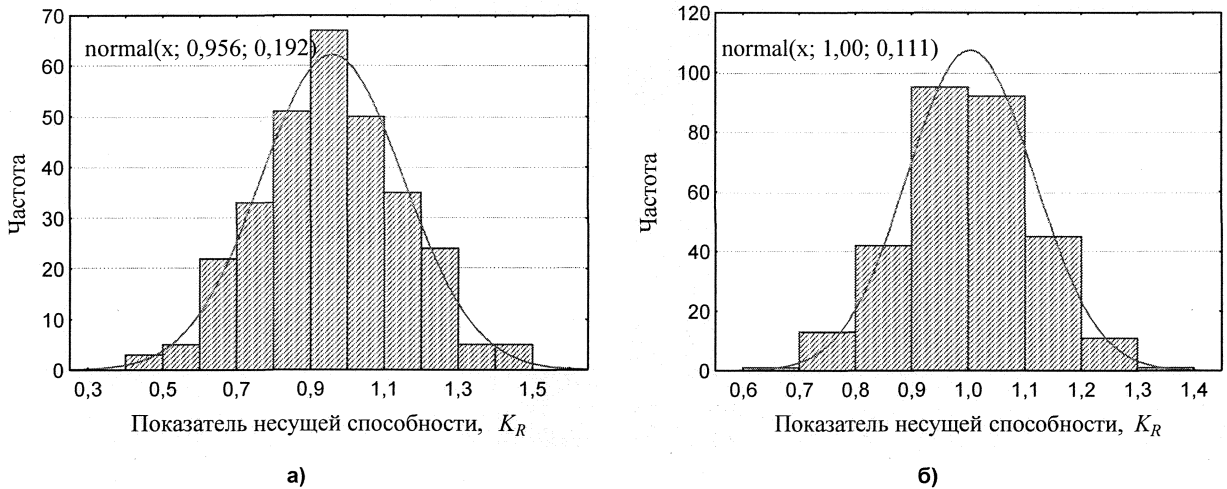 normal(x; 0,956; 0,192)
Частота
70
60
50
40
30
20
10
0
0,3 0,5 0,7 0,9 1,1 1,3 1,5
Показатель несущей способности, K_R
а)
normal(x; 1,00; 0,111)
Частота
120
100
80
60
40
20
0
0,6 0,7 0,8 0,9 1,0 1,1 1,2 1,3 1,4
Показатель несущей способности, K_R
б)